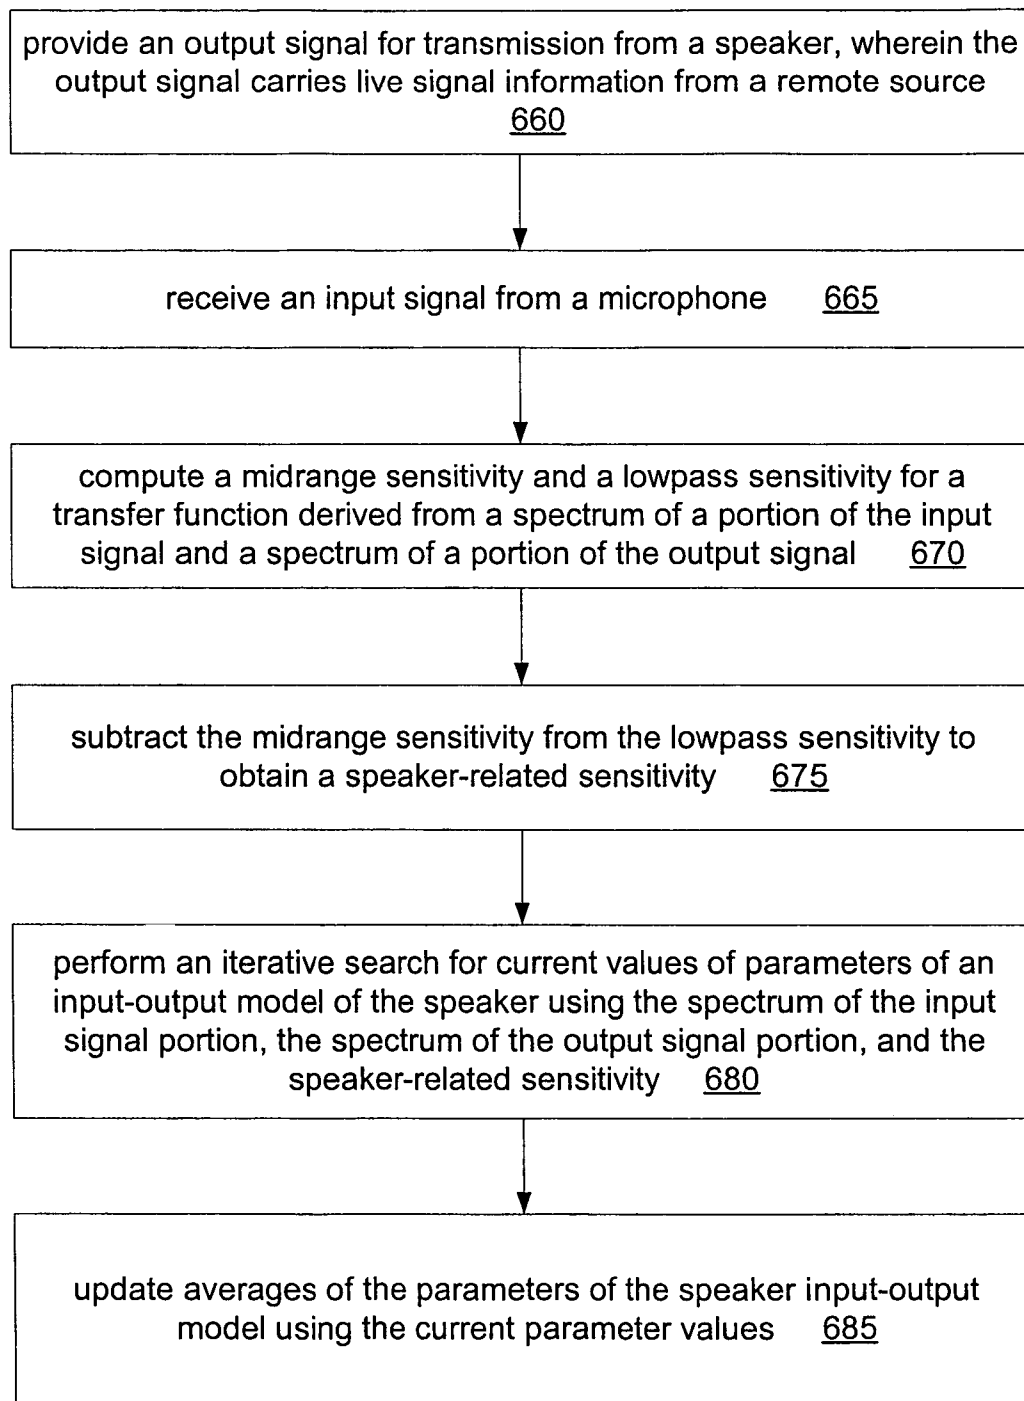 provide an output signal for transmission from a speaker, wherein the
output signal carries live signal information from a remote source
660
receive an input signal from a microphone 665
compute a midrange sensitivity and a lowpass sensitivity for a
transfer function derived from a spectrum of a portion of the input
signal and a spectrum of a portion of the output signal 670
subtract the midrange sensitivity from the lowpass sensitivity to
obtain a speaker-related sensitivity 675
perform an iterative search for current values of parameters of an
input-output model of the speaker using the spectrum of the input
signal portion, the spectrum of the output signal portion, and the
speaker-related sensitivity 680
update averages of the parameters of the speaker input-output
model using the current parameter values 685